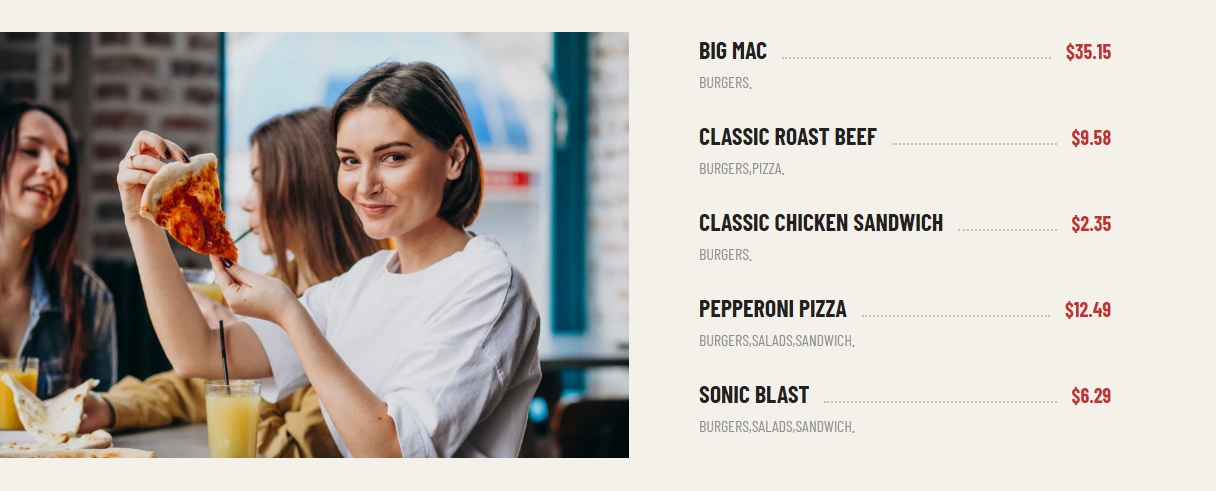 BIG MAC $35.15
BURGERS.
CLASSIC ROAST BEEF $9.58
BURGERS,PIZZA.
CLASSIC CHICKEN SANDWICH $2.35
BURGERS.
PEPPERONI PIZZA $12.49
BURGERS,SALADS,SANDWICH.
SONIC BLAST $6.29
BURGERS,SALADS,SANDWICH.